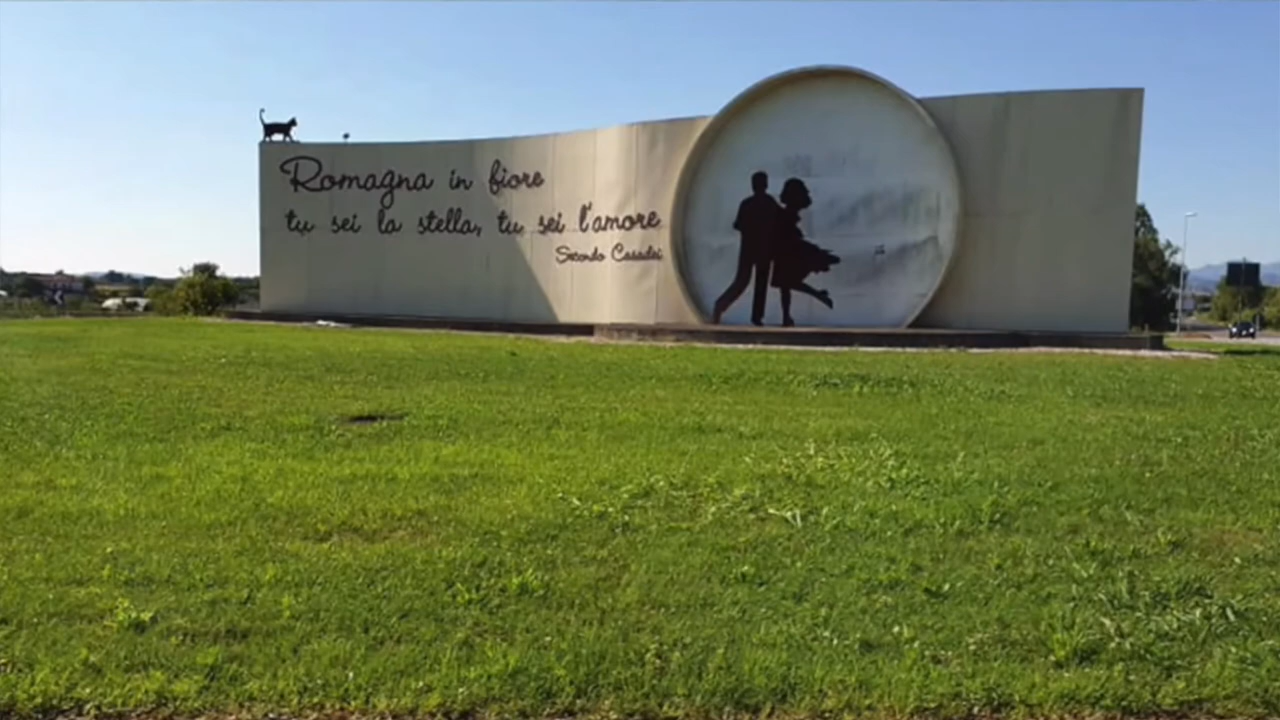 Romagna in fiore
tu sei la stella, tu sei l'amore
Secondo Casadei